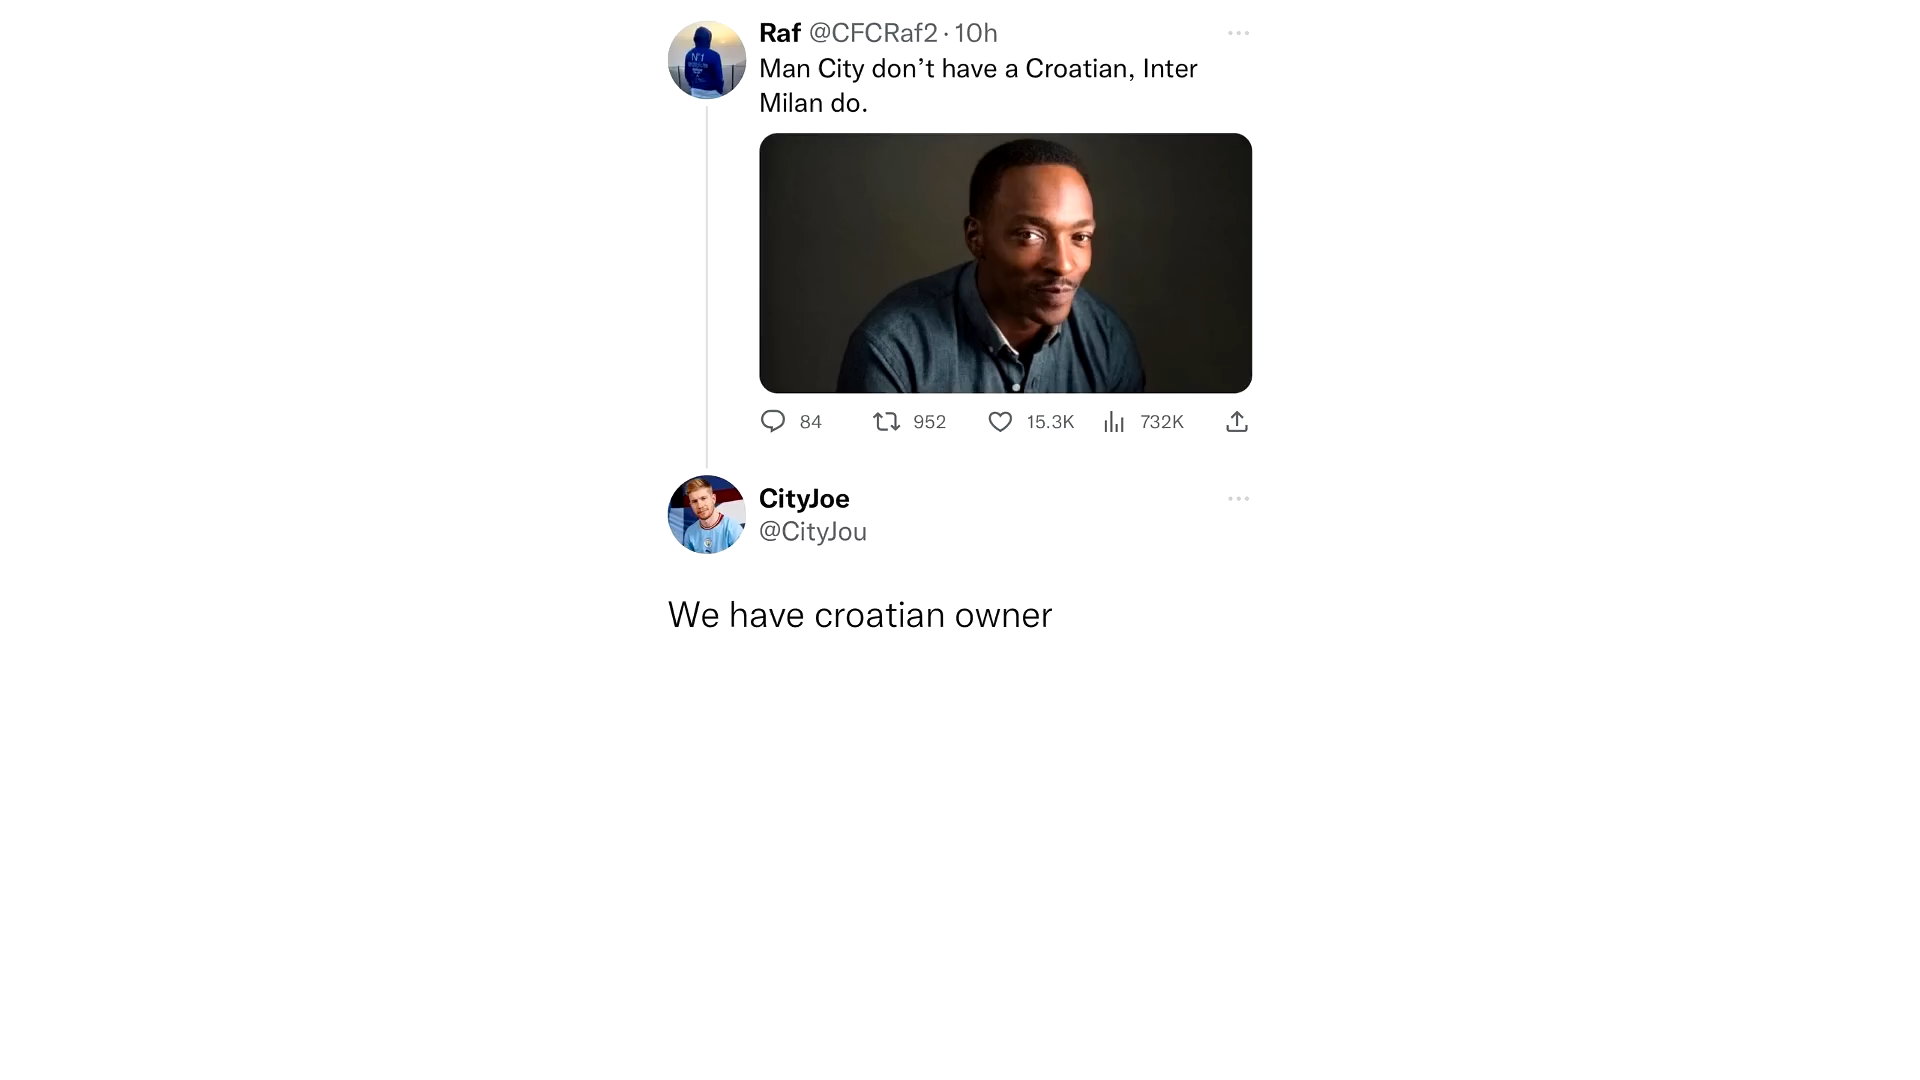 Raf @CFCRaf2 · 10h
Man City don’t have a Croatian, Inter
Milan do.
84 952 15.3K 732K
CityJoe
@CityJou
We have croatian owner